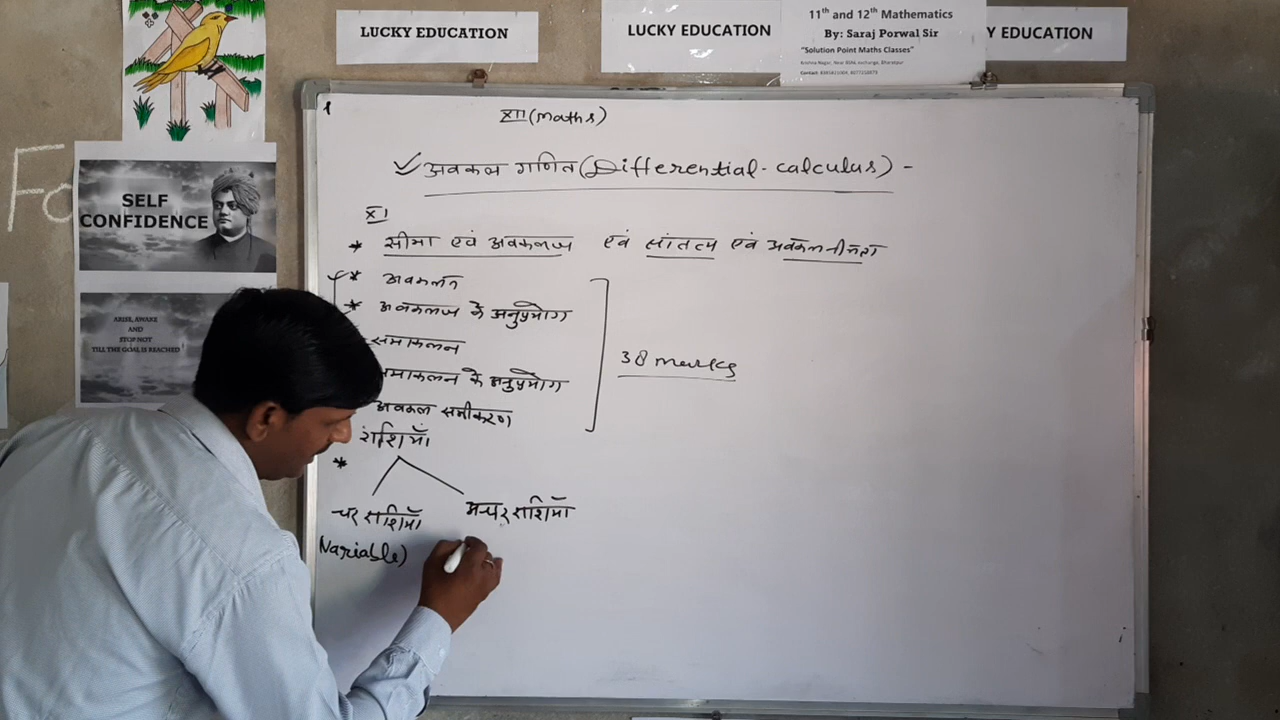 LUCKY EDUCATION
LUCKY EDUCATION
11th and 12th Mathematics
By: Saraj Porwal Sir
"Solution Point Maths Classes"
Y EDUCATION
SELF
CONFIDENCE
ARISE, AWAKE
AND
STOP NOT
TILL THE GOAL IS REACHED
Fo
XII (Maths)
अवकल गणित (Differential-calculus) -
XI
* सीमा एवं अवकलज एवं सांतत्य एवं अवकलनीयता
* अवकलन
* अवकलज के अनुप्रयोग
समाकलन
समाकलन के अनुप्रयोग
अवकल समीकरण
38 marks
राशियाँ
*
चर राशियाँ अचर राशियाँ
(Variable)